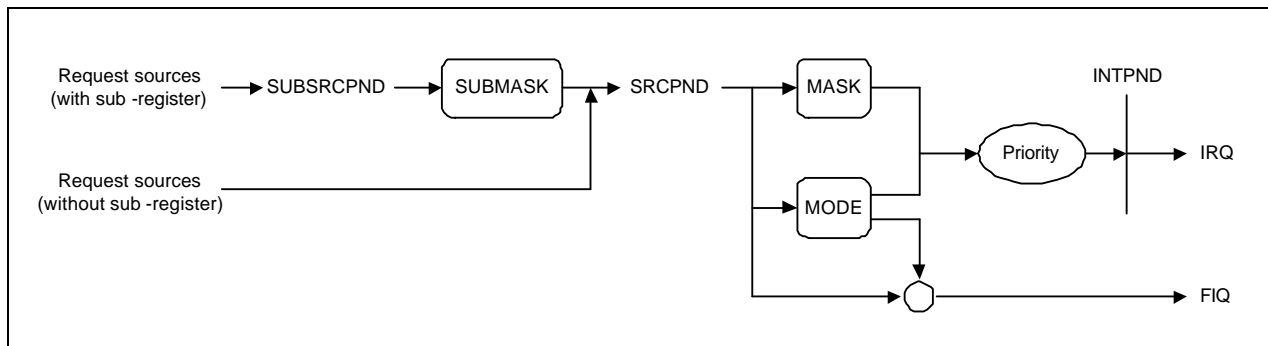 Request sources
(with sub -register)
SUBSRCPND
SUBMASK
SRCPND
MASK
INTPND
Priority
IRQ
Request sources
(without sub -register)
MODE
FIQ